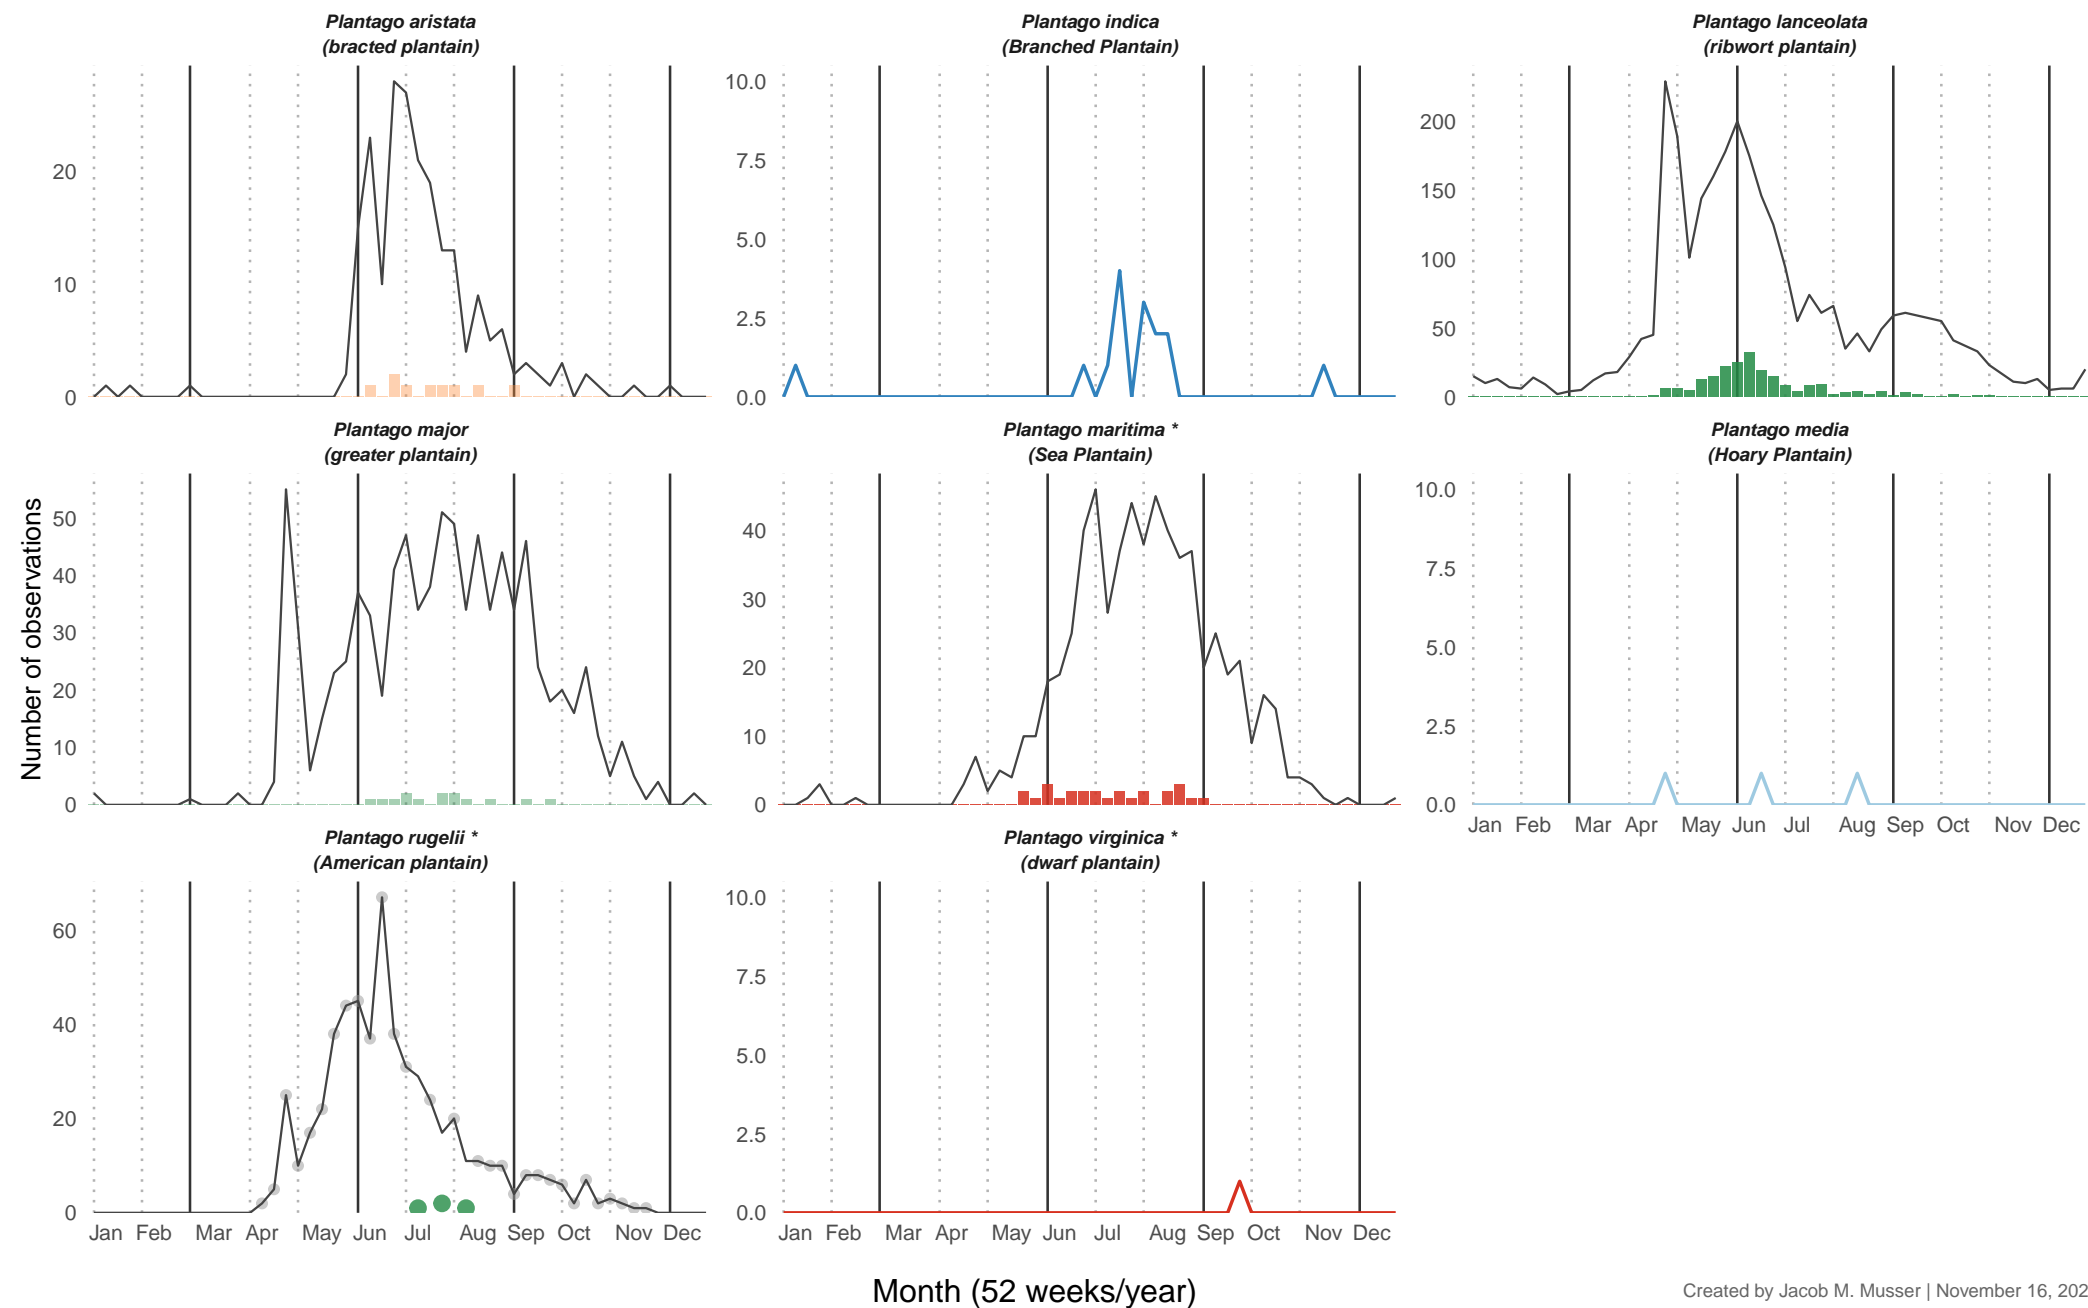 Plantago aristata
(bracted plantain)
Plantago indica
(Branched Plantain)
Plantago lanceolata
(ribwort plantain)
20
10
0
10.0
7.5
5.0
2.5
0.0
200
150
100
50
0
Plantago major
(greater plantain)
Plantago maritima *
(Sea Plantain)
Plantago media
(Hoary Plantain)
Number of observations
50
40
30
20
10
0
40
30
20
10
0
10.0
7.5
5.0
2.5
0.0
Jan Feb Mar Apr May Jun Jul Aug Sep Oct Nov Dec
Plantago rugelii *
(American plantain)
Plantago virginica *
(dwarf plantain)
60
40
20
0
10.0
7.5
5.0
2.5
0.0
Jan Feb Mar Apr May Jun Jul Aug Sep Oct Nov Dec
Jan Feb Mar Apr May Jun Jul Aug Sep Oct Nov Dec
Month (52 weeks/year)
Created by Jacob M. Musser | November 16, 202